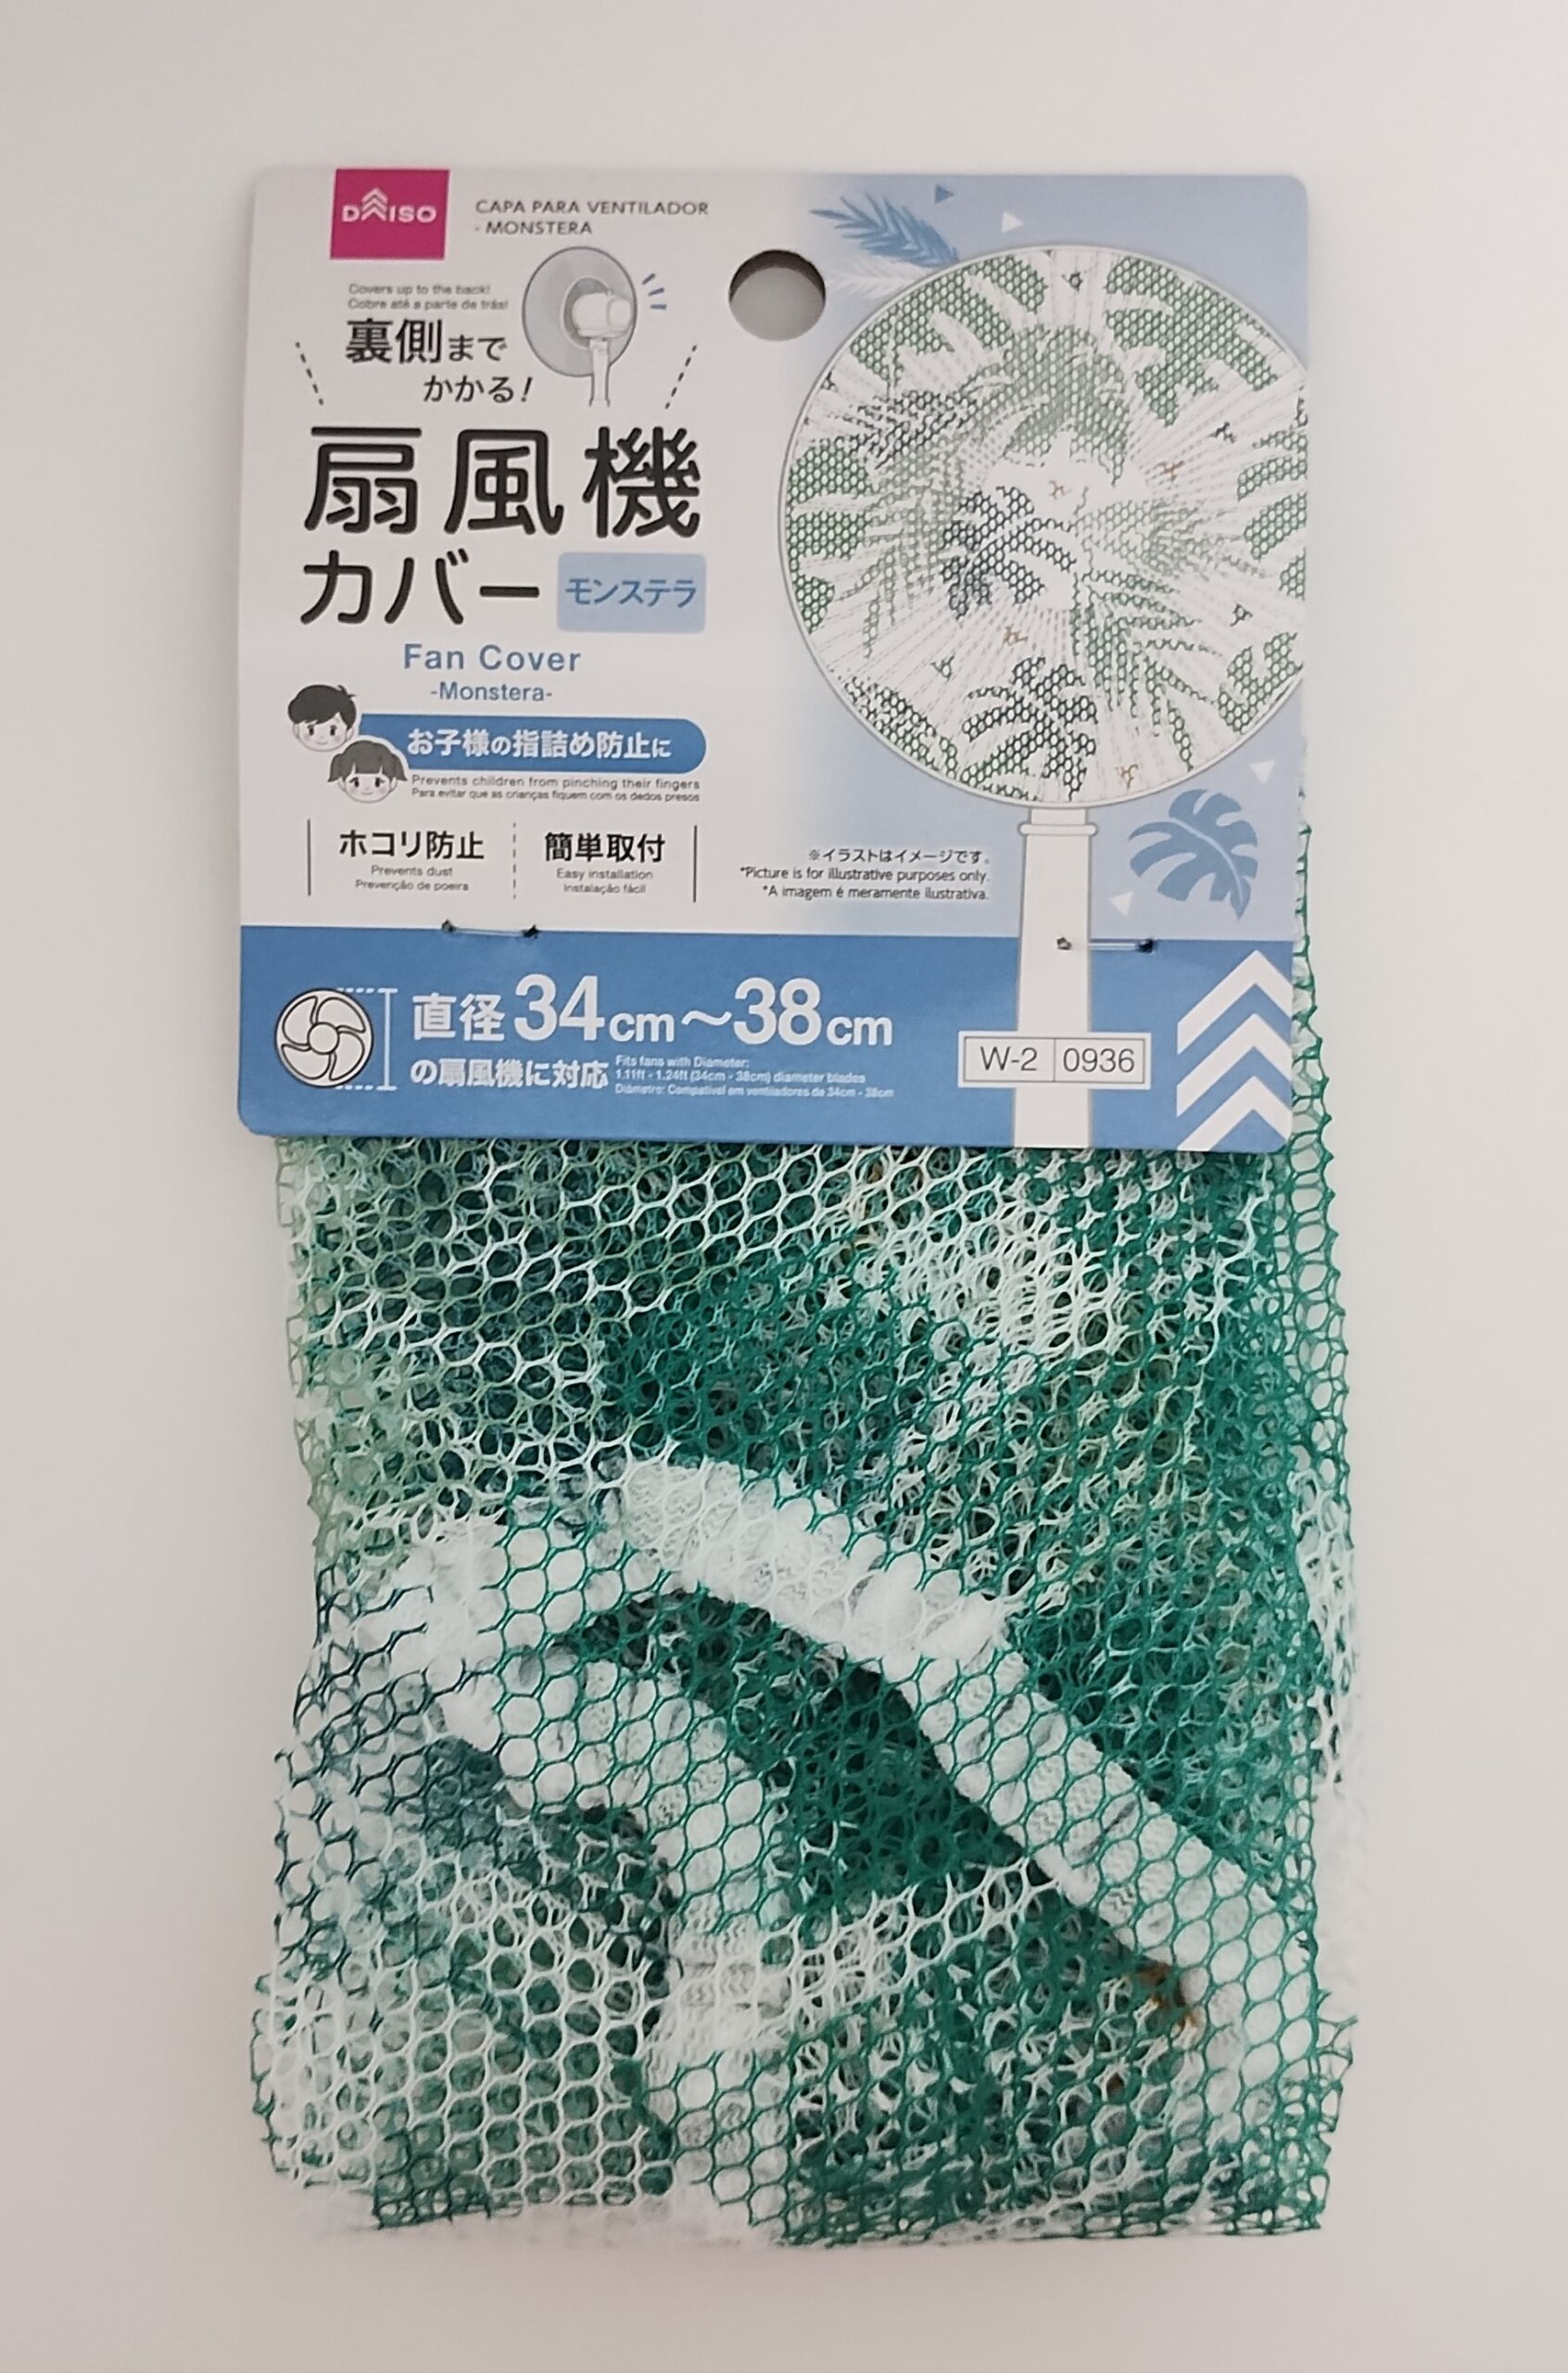 DAISO
CAPA PARA VENTILADOR
- MONSTERA
Covers up to the back!
Cobre até a parte de trás!
裏側まで
かかる!
扇風機
カバー
モンステラ
Fan Cover
-Monstera-
お子様の指詰め防止に
Prevents children from pinching their fingers
Para evitar que as crianças fiquem com os dedos presos
ホコリ防止
Prevents dust
Prevenção de poeira
簡単取付
Easy installation
Instalação fácil
※イラストはイメージです。
*Picture is for illustrative purposes only.
*A imagem é meramente ilustrativa.
直径34cm～38cm
の扇風機に対応
Fits fans with Diameter:
1.11ft - 1.24ft (34cm - 38cm) diameter blades
Diâmetro: Compatível em ventiladores de 34cm - 38cm
W-2 0936